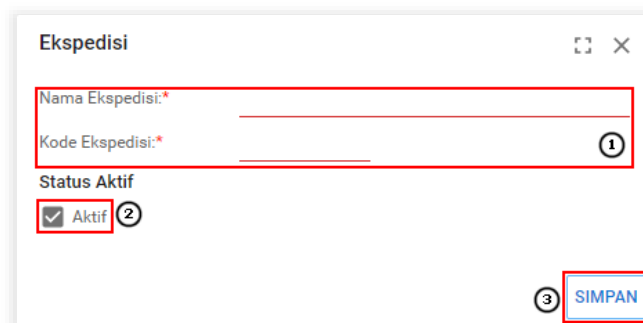 Ekspedisi
Nama Ekspedisi:*
Kode Ekspedisi:*
1
Status Aktif
Aktif 2
3 SIMPAN